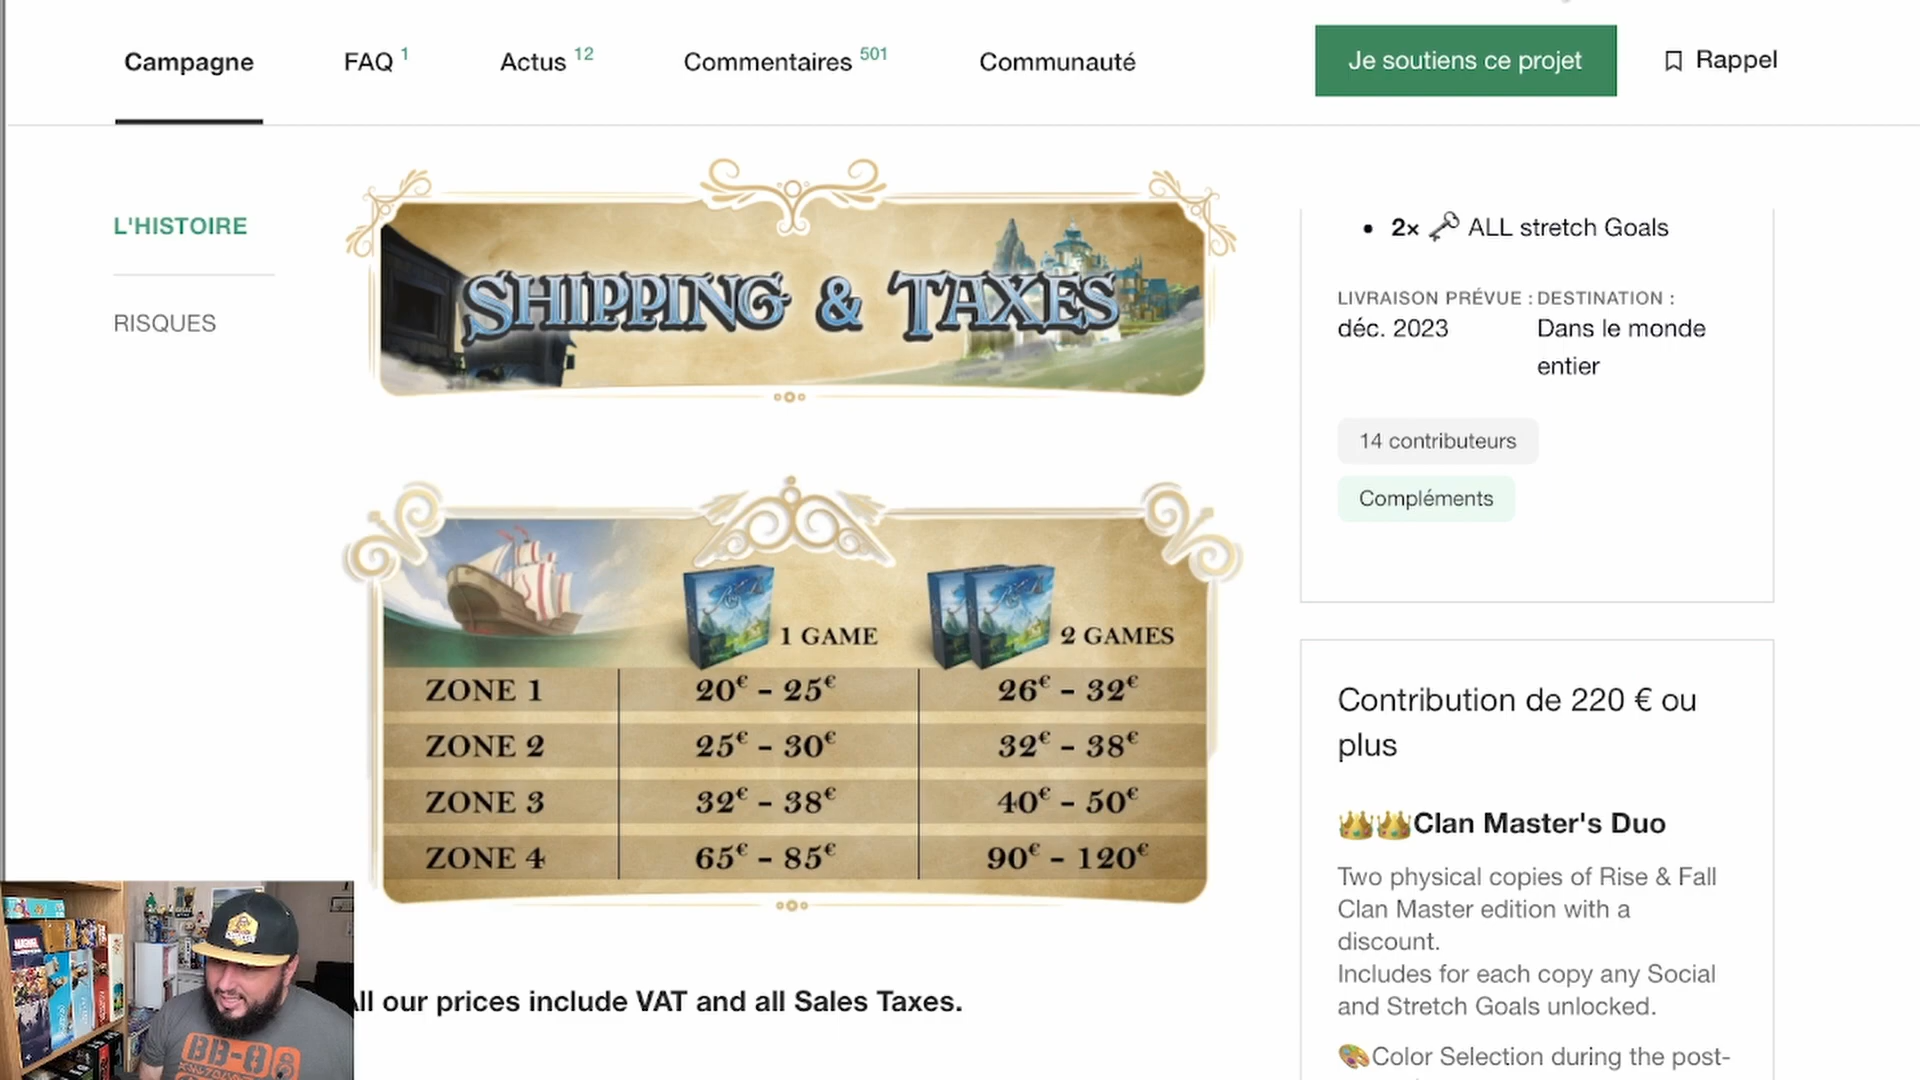 Campagne
FAQ 1
Actus 12
Commentaires 501
Communauté
Je soutiens ce projet
Rappel
L'HISTOIRE
RISQUES
SHIPPING & TAXES
1 GAME
2 GAMES
ZONE 1 20€ - 25€ 26€ - 32€
ZONE 2 25€ - 30€ 32€ - 38€
ZONE 3 32€ - 38€ 40€ - 50€
ZONE 4 65€ - 85€ 90€ - 120€
All our prices include VAT and all Sales Taxes.
• 2× 🗝 ALL stretch Goals
LIVRAISON PRÉVUE : DESTINATION :
déc. 2023 Dans le monde
entier
14 contributeurs
Compléments
Contribution de 220 € ou
plus
👑👑Clan Master's Duo
Two physical copies of Rise & Fall
Clan Master edition with a
discount.
Includes for each copy any Social
and Stretch Goals unlocked.
🎨Color Selection during the post-
MARVEL
BB-8